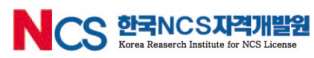 NCS 한국NCS자격개발원
Korea Reaserch Institute for NCS License